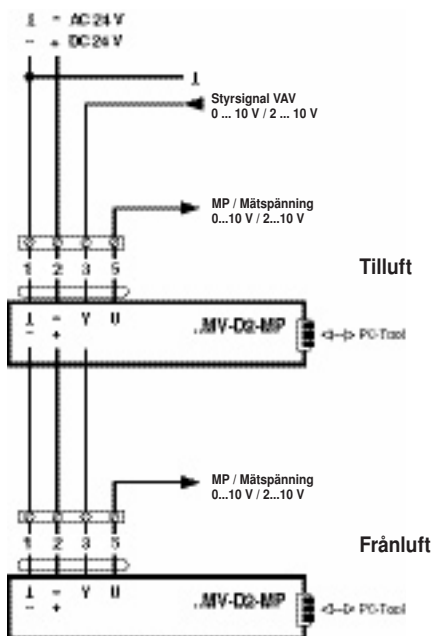 ⊥ ~ AC 24 V
− + DC 24 V
⊥
Styrsignal VAV
0 ... 10 V / 2 ... 10 V
MP / Mätspänning
0...10 V / 2...10 V
1 2 3 5
Tilluft
⊥ ~ Y U
− +
..MV-D2-MP
PC-Tool
MP / Mätspänning
0...10 V / 2...10 V
1 2 3 5
Frånluft
⊥ ~ Y U
− +
..MV-D2-MP
PC-Tool